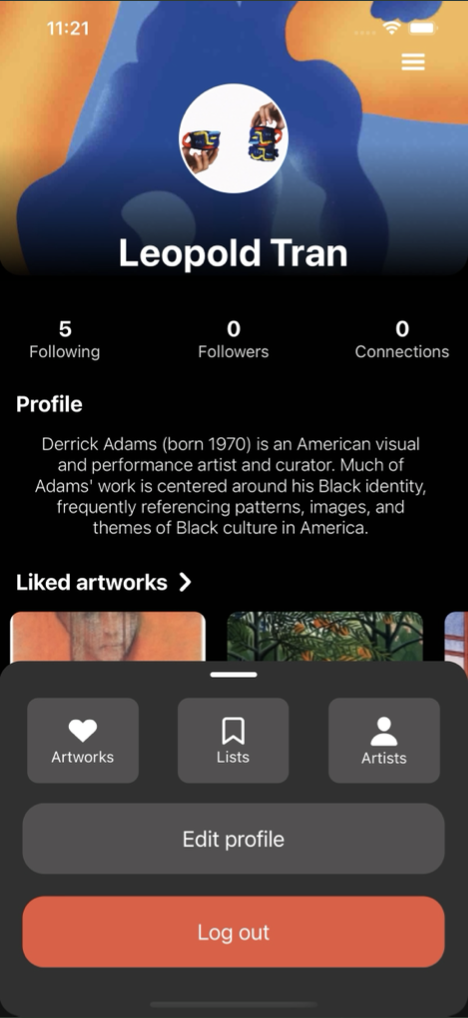 11:21
Leopold Tran
5 0 0
Following Followers Connections
Profile
Derrick Adams (born 1970) is an American visual
and performance artist and curator. Much of
Adams' work is centered around his Black identity,
frequently referencing patterns, images, and
themes of Black culture in America.
Liked artworks
Artworks Lists Artists
Edit profile
Log out